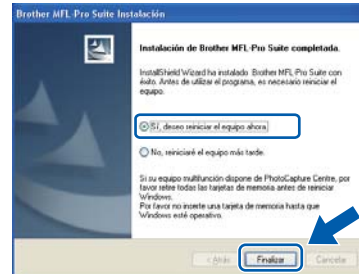 Brother MFL-Pro Suite Instalación
Instalación de Brother MFL-Pro Suite completada.
InstallShield Wizard ha instalado Brother MFL-Pro Suite con
éxito. Antes de utilizar el programa, es necesario reiniciar el
equipo.
Sí, deseo reiniciar el equipo ahora.
No, reiniciaré el equipo más tarde.
Si su equipo multifunción dispone de PhotoCapture Centre, por
favor retire todas las tarjetas de memoria antes de reiniciar
Windows.
Por favor no inserte una tarjeta de memoria hasta que
Windows esté operativo.
< Atrás
Finalizar
Cancelar